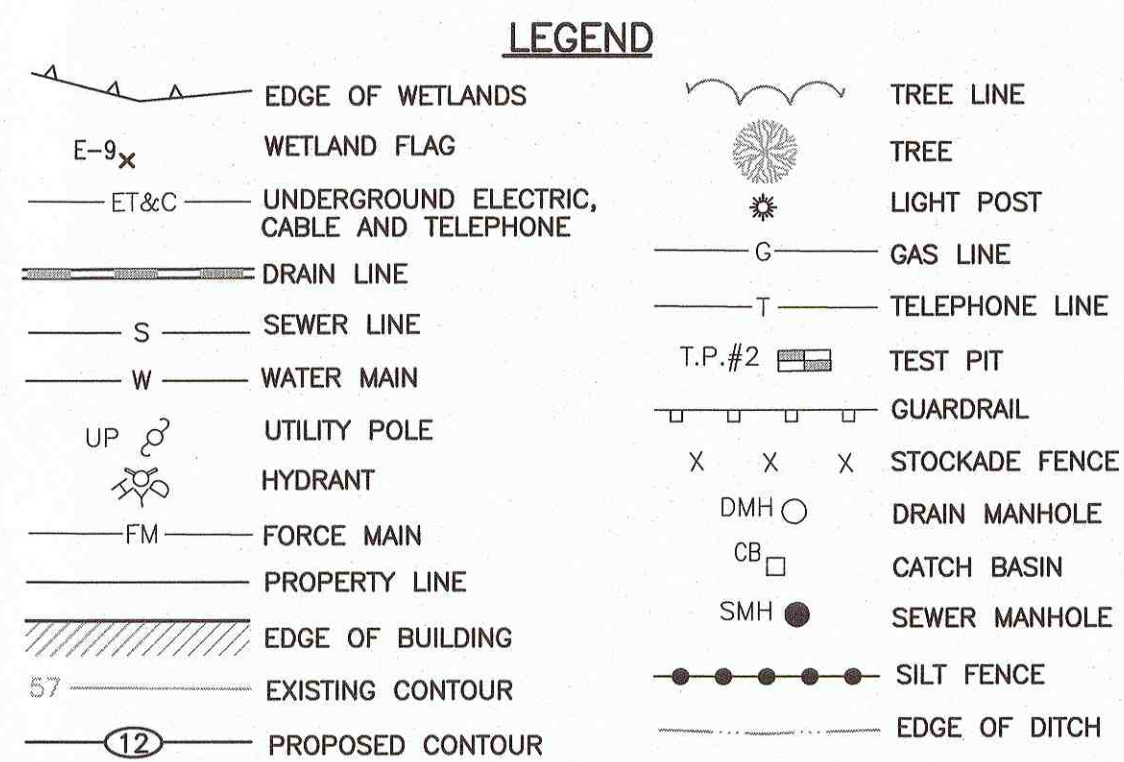 LEGEND
EDGE OF WETLANDS
E-9 WETLAND FLAG
ET&C UNDERGROUND ELECTRIC,
CABLE AND TELEPHONE
DRAIN LINE
S SEWER LINE
W WATER MAIN
UP UTILITY POLE
HYD HYDRANT
FM FORCE MAIN
PROPERTY LINE
EDGE OF BUILDING
57 EXISTING CONTOUR
12 PROPOSED CONTOUR
TREE LINE
TREE
LIGHT POST
G GAS LINE
T TELEPHONE LINE
T.P.#2 TEST PIT
GUARDRAIL
X X X STOCKADE FENCE
DMH DRAIN MANHOLE
CB CATCH BASIN
SMH SEWER MANHOLE
SILT FENCE
EDGE OF DITCH